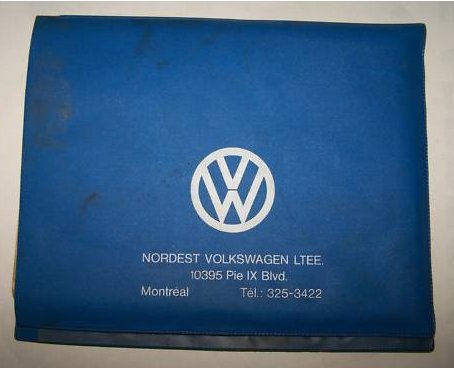 NORDEST VOLKSWAGEN LTEE.
10395 Pie IX Blvd.
Montréal Tél.: 325-3422